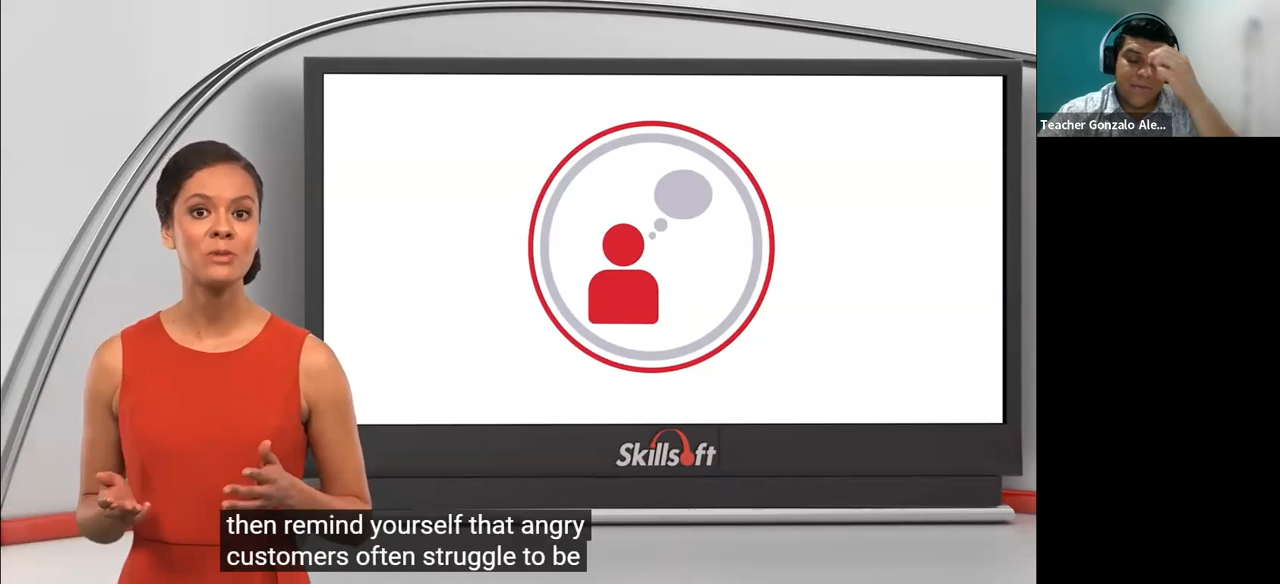 Teacher Gonzalo Ale...
Skillsoft
then remind yourself that angry
customers often struggle to be